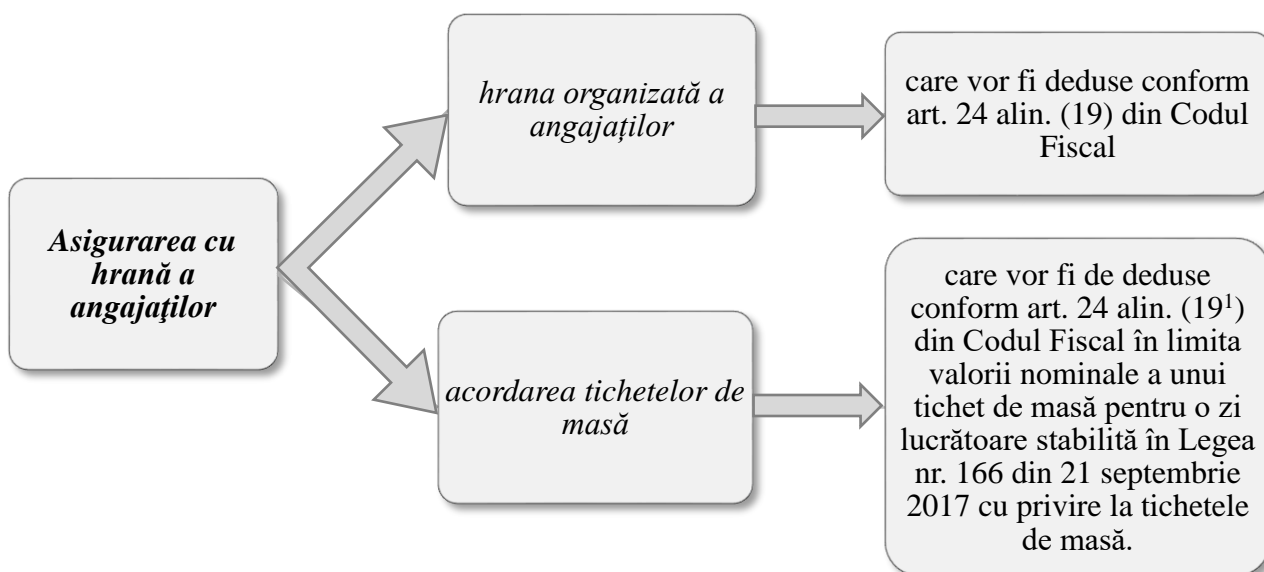 Asigurarea cu
hrană a
angajaţilor
hrana organizată a
angajaților
care vor fi deduse conform
art. 24 alin. (19) din Codul
Fiscal
acordarea tichetelor de
masă
care vor fi de deduse
conform art. 24 alin. (19¹)
din Codul Fiscal în limita
valorii nominale a unui
tichet de masă pentru o zi
lucrătoare stabilită în Legea
nr. 166 din 21 septembrie
2017 cu privire la tichetele
de masă.